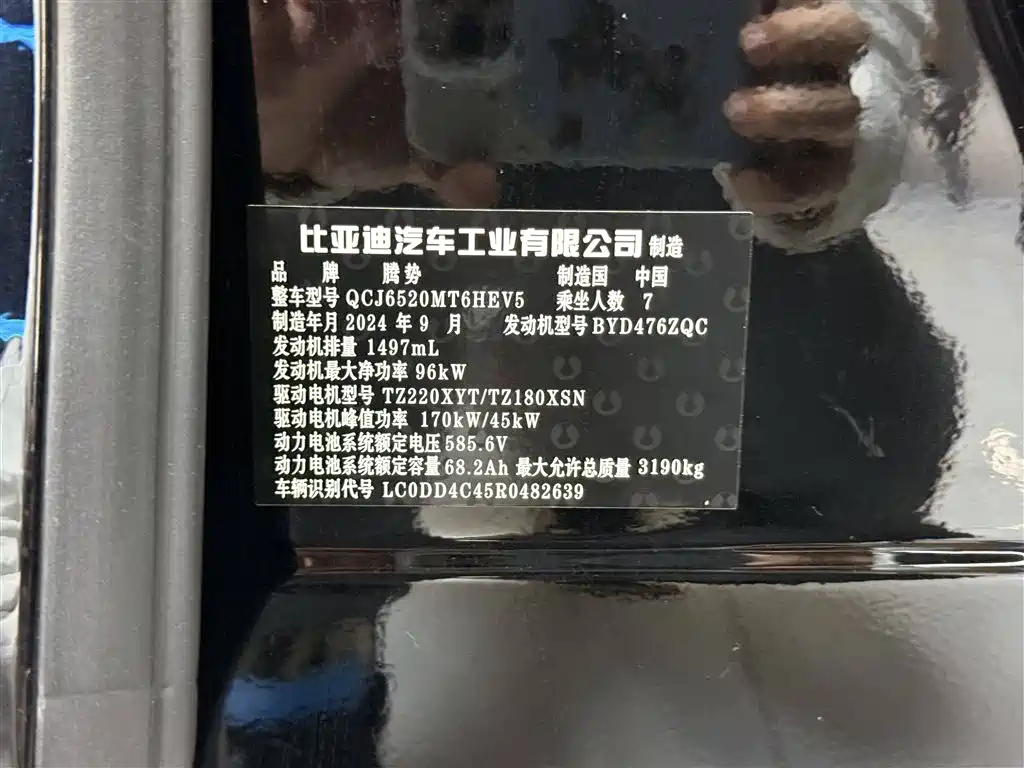 比亚迪汽车工业有限公司 制造
品 牌 腾势 制造国 中国
整车型号 QCJ6520MT6HEV5 乘坐人数 7
制造年月 2024 年 9 月 发动机型号 BYD476ZQC
发动机排量 1497mL
发动机最大净功率 96kW
驱动电机型号 TZ220XYT/TZ180XSN
驱动电机峰值功率 170kW/45kW
动力电池系统额定电压 585.6V
动力电池系统额定容量 68.2Ah 最大允许总质量 3190kg
车辆识别代号 LC0DD4C45R0482639